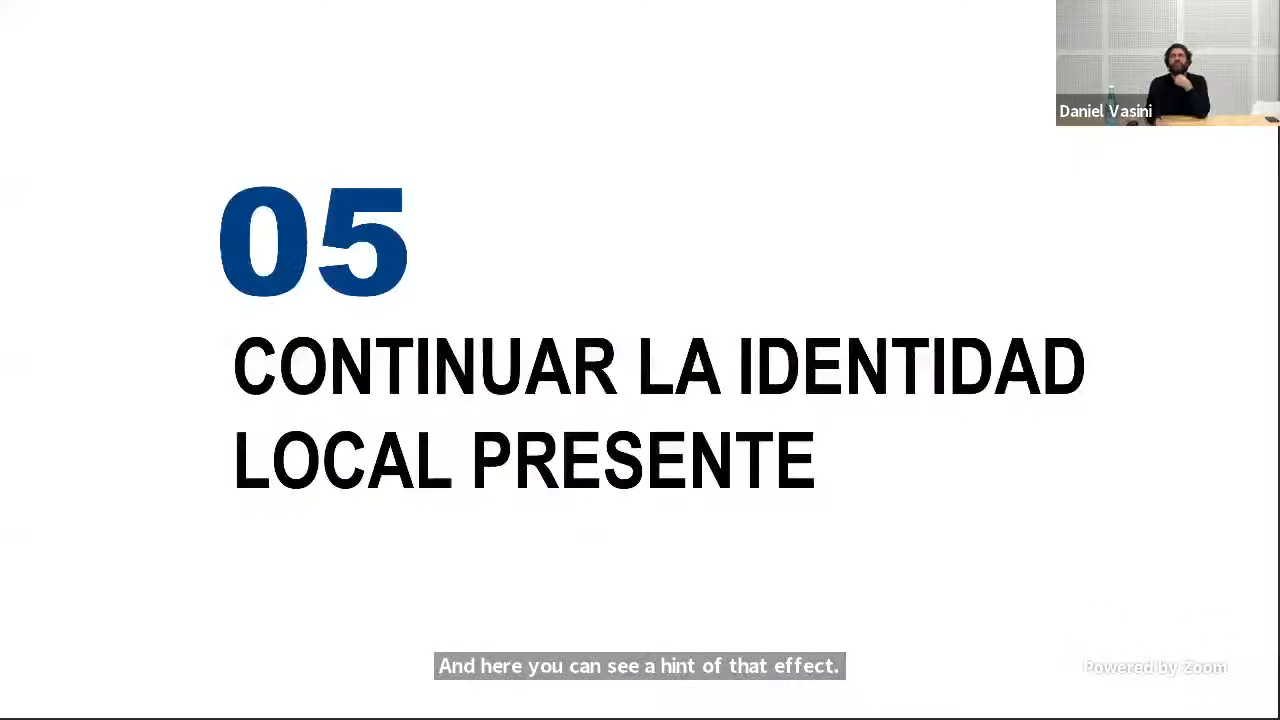 Daniel Vasini
05
CONTINUAR LA IDENTIDAD
LOCAL PRESENTE
And here you can see a hint of that effect.
Powered by Zoom